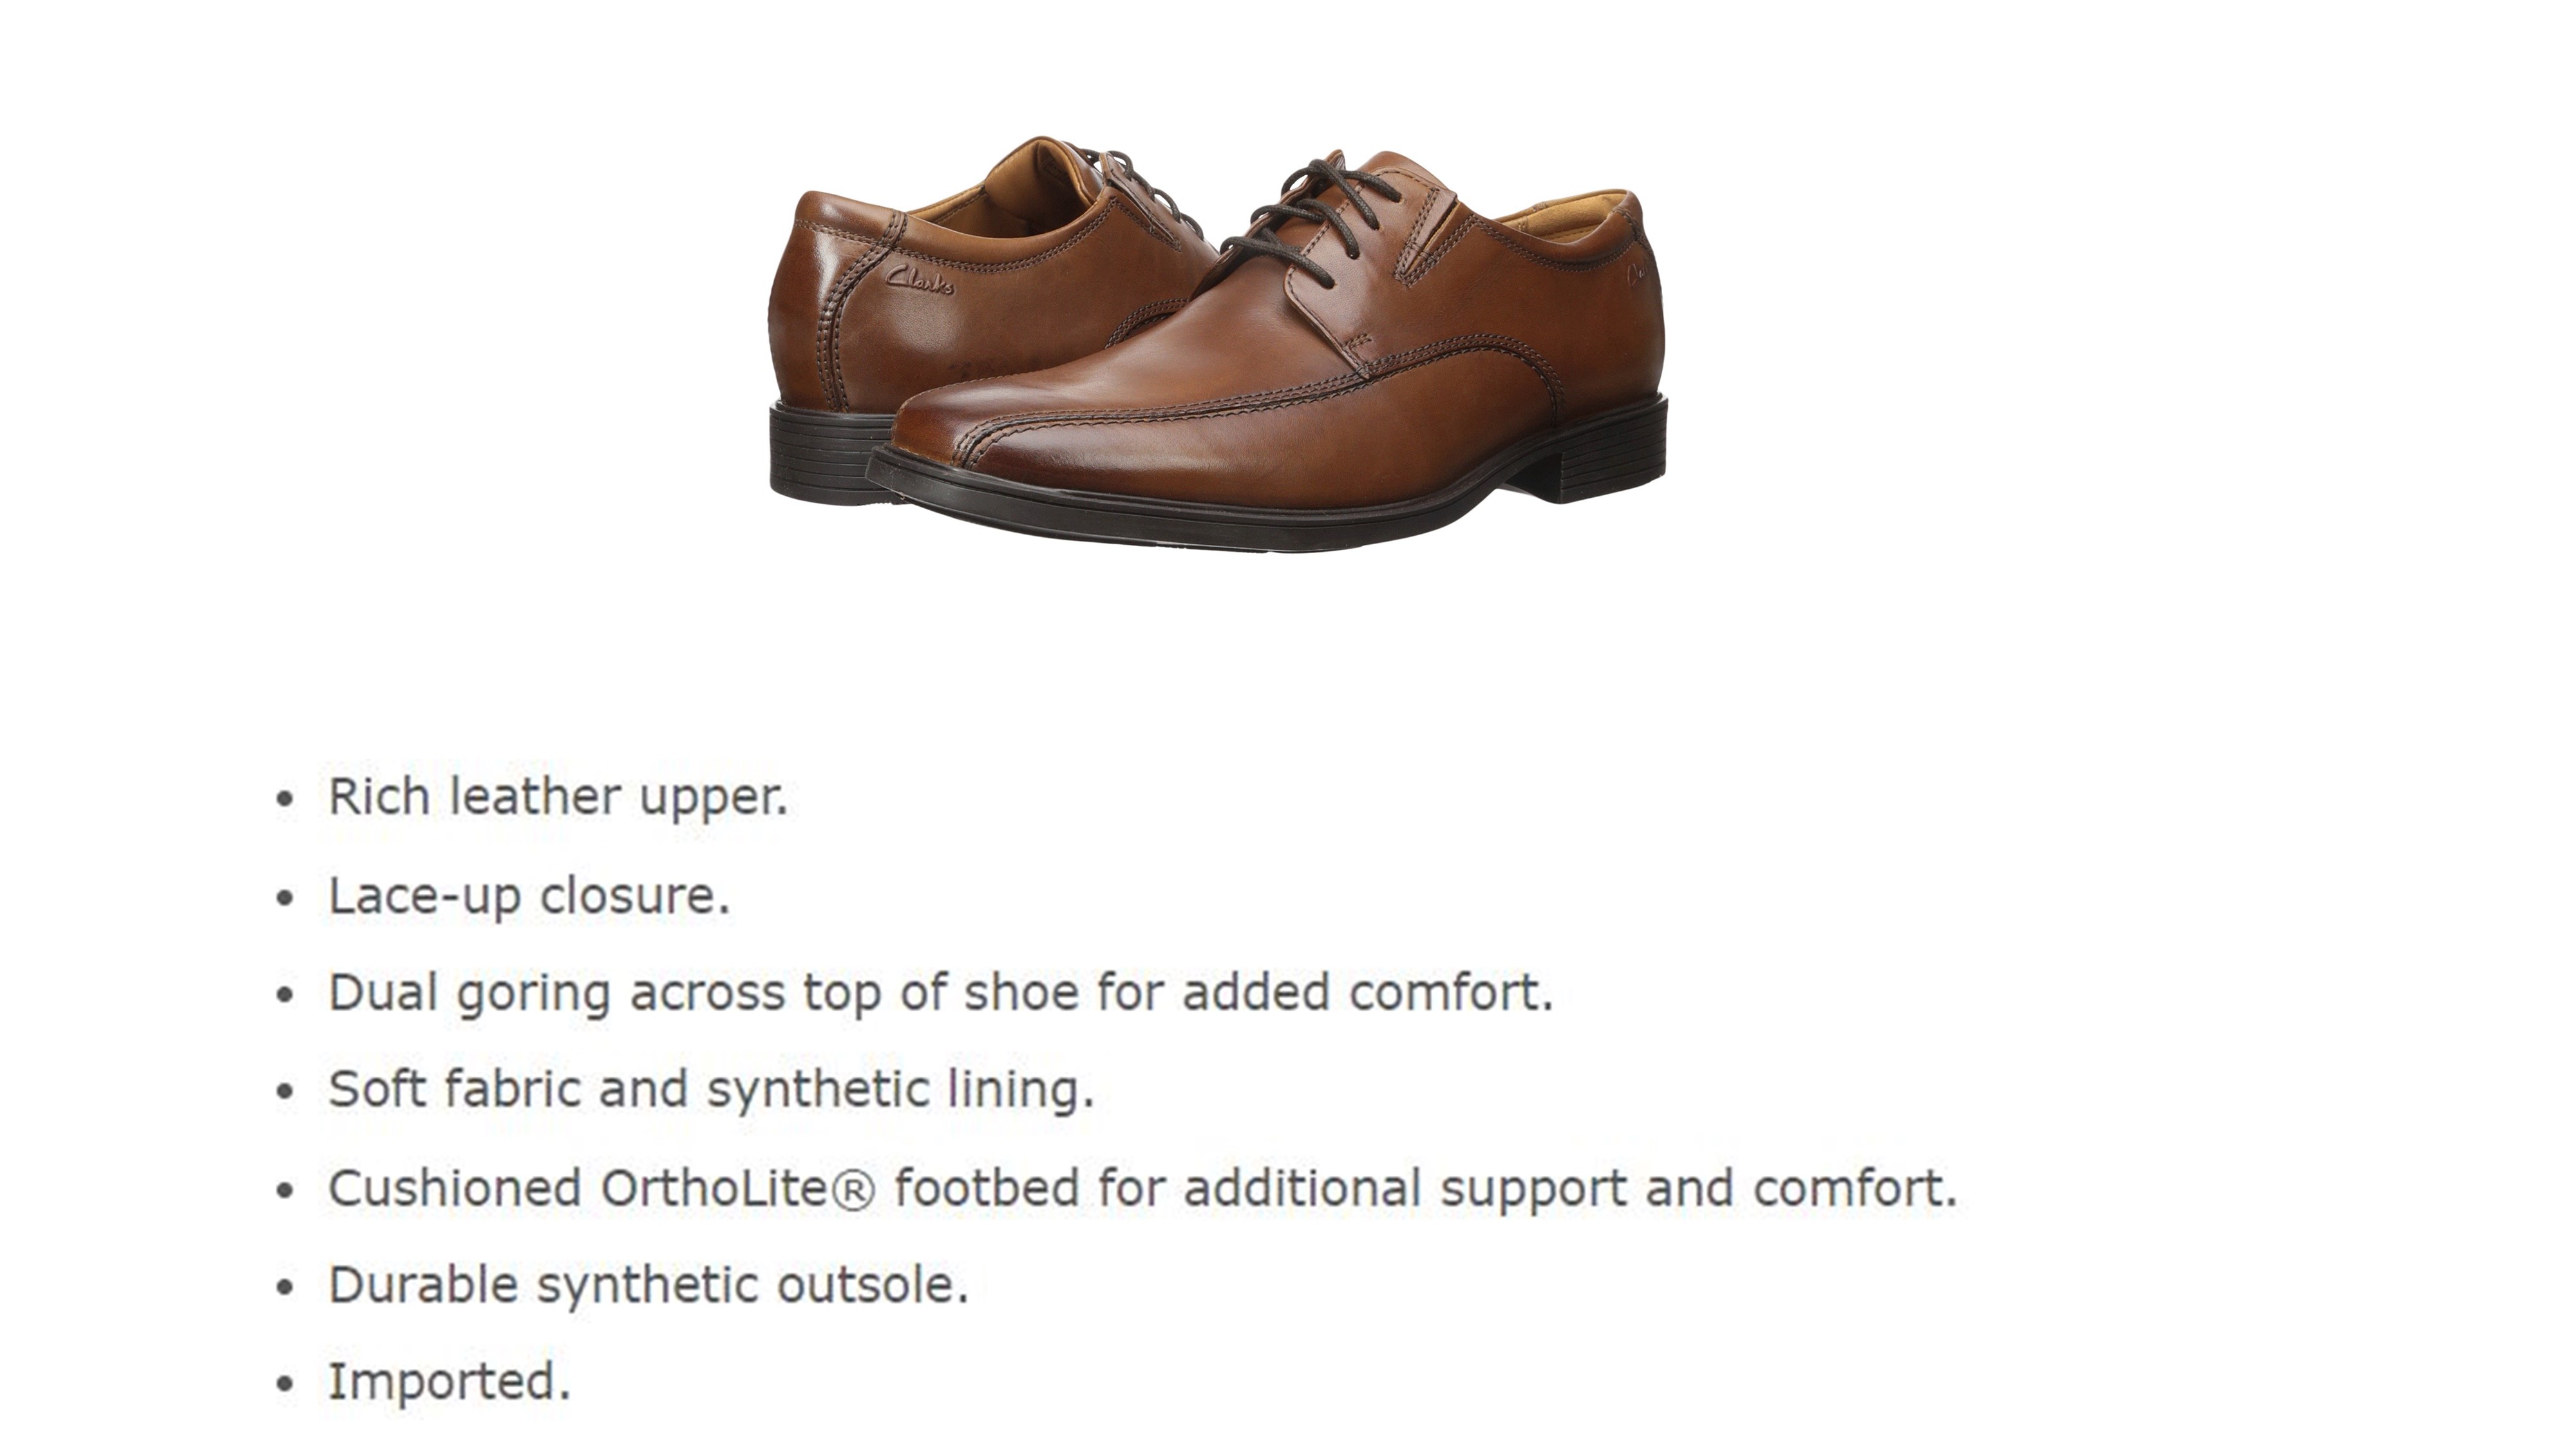 Clarks
Rich leather upper.
Lace-up closure.
Dual goring across top of shoe for added comfort.
Soft fabric and synthetic lining.
Cushioned OrthoLite® footbed for additional support and comfort.
Durable synthetic outsole.
Imported.